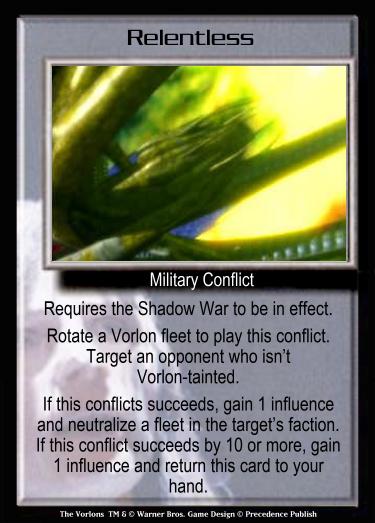 Relentless
Military Conflict
Requires the Shadow War to be in effect.
Rotate a Vorlon fleet to play this conflict.
Target an opponent who isn't
Vorlon-tainted.
If this conflicts succeeds, gain 1 influence
and neutralize a fleet in the target's faction.
If this conflict succeeds by 10 or more, gain
1 influence and return this card to your
hand.
The Vorlons TM & © Warner Bros. Game Design © Precedence Publish